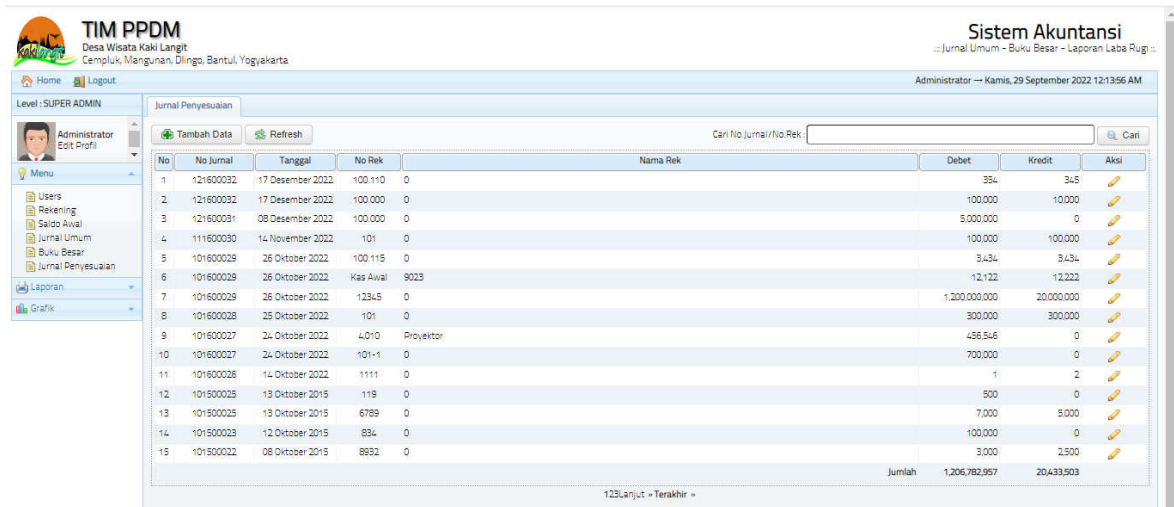 kakilangit
TIM PPDM
Desa Wisata Kaki Langit
Cempluk, Mangunan, Dlingo, Bantul, Yogyakarta
Sistem Akuntansi
.:: Jurnal Umum - Buku Besar - Laporan Laba Rugi ::.
Home Logout
Administrator → Kamis, 29 September 2022 12:13:56 AM
Level : SUPER ADMIN
Administrator
Edit Profil
Menu
Users
Rekening
Saldo Awal
Jurnal Umum
Buku Besar
Jurnal Penyesuaian
Laporan
Grafik
Jurnal Penyesuaian
Tambah Data Refresh Cari No.Jurnal/No.Rek : Cari
No No Jurnal Tanggal No Rek Nama Rek Debet Kredit Aksi
1 121600032 17 Desember 2022 100.110 0 354 345
2 121600032 17 Desember 2022 100.000 0 100,000 10,000
3 121600031 08 Desember 2022 100.000 0 5,000,000 0
4 111600030 14 November 2022 101 0 100,000 100,000
5 101600029 26 Oktober 2022 100 115 0 3,434 3,434
6 101600029 26 Oktober 2022 Kas Awal 9023 12,122 12,222
7 101600029 26 Oktober 2022 12345 0 1,200,000,000 20,000,000
8 101600028 25 Oktober 2022 101 0 300,000 300,000
9 101600027 24 Oktober 2022 4,010 Proyektor 456,546 0
10 101600027 24 Oktober 2022 101-1 0 700,000 0
11 101600026 14 Oktober 2022 1111 0 1 2
12 101500025 13 Oktober 2015 119 0 500 0
13 101500025 13 Oktober 2015 6789 0 7,000 5,000
14 101500023 12 Oktober 2015 834 0 100,000 0
15 101500022 08 Oktober 2015 8932 0 3,000 2,500
Jumlah 1,206,782,957 20,433,503
123Lanjut » Terakhir »